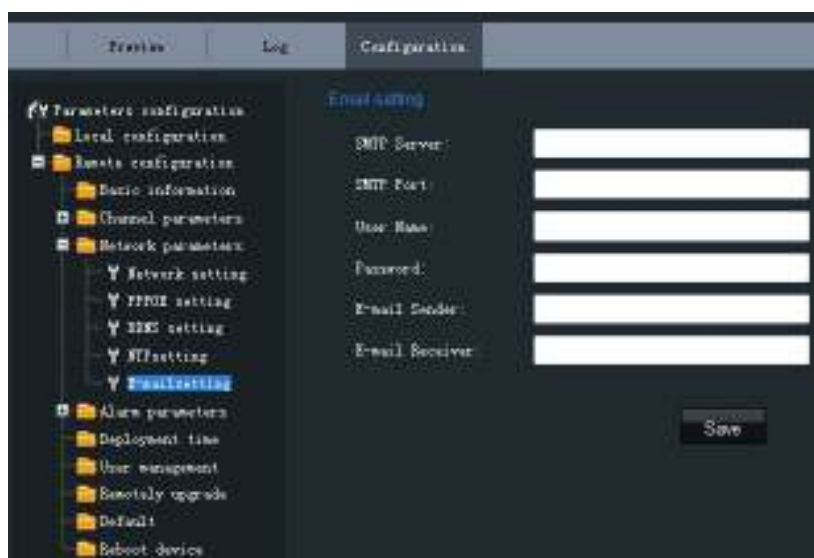 Preview Log Configuration
Parameters configuration
Local configuration
Remote configuration
Basic information
Channel parameters
Network parameters
Network setting
PPPOE setting
DDNS setting
NTPsetting
E-mailsetting
Alarm parameters
Deployment time
User management
Remotely upgrade
Default
Reboot device
Email setting
SMTP Server:
SMTP Port:
User Name:
Password:
E-mail Sender:
E-mail Receiver:
Save